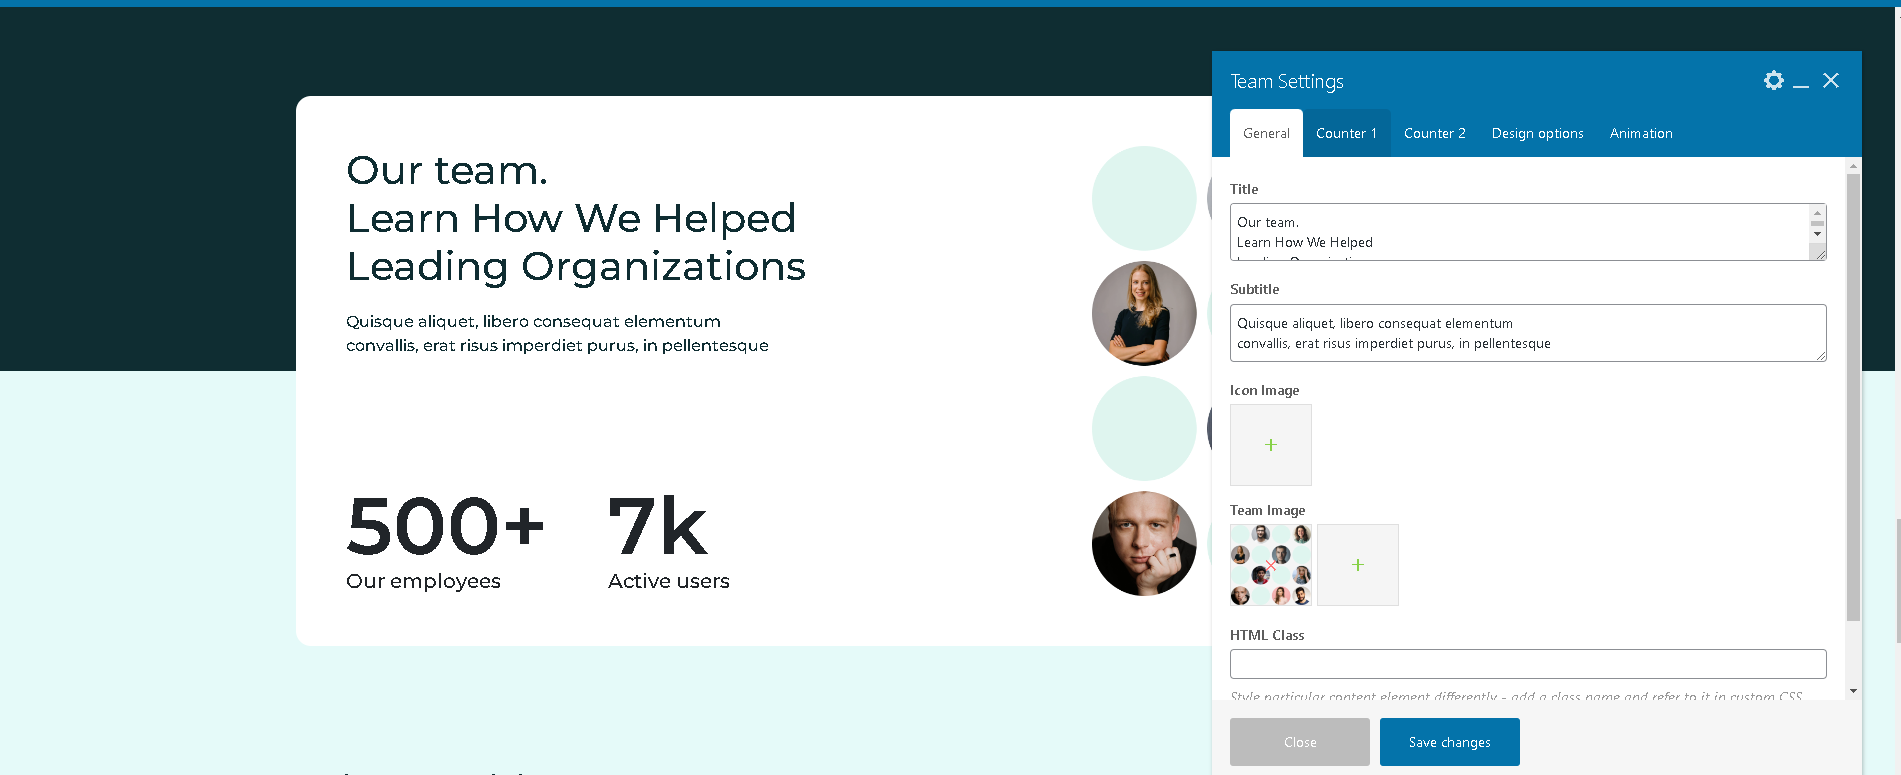 Our team.
Learn How We Helped
Leading Organizations
Quisque aliquet, libero consequat elementum
convallis, erat risus imperdiet purus, in pellentesque
500+
Our employees
7k
Active users
Team Settings
General
Counter 1
Counter 2
Design options
Animation
Title
Our team.
Learn How We Helped
Subtitle
Quisque aliquet, libero consequat elementum
convallis, erat risus imperdiet purus, in pellentesque
Icon Image
+
Team Image
+
HTML Class
Style particular content element differently - add a class name and refer to it in custom CSS
Close
Save changes